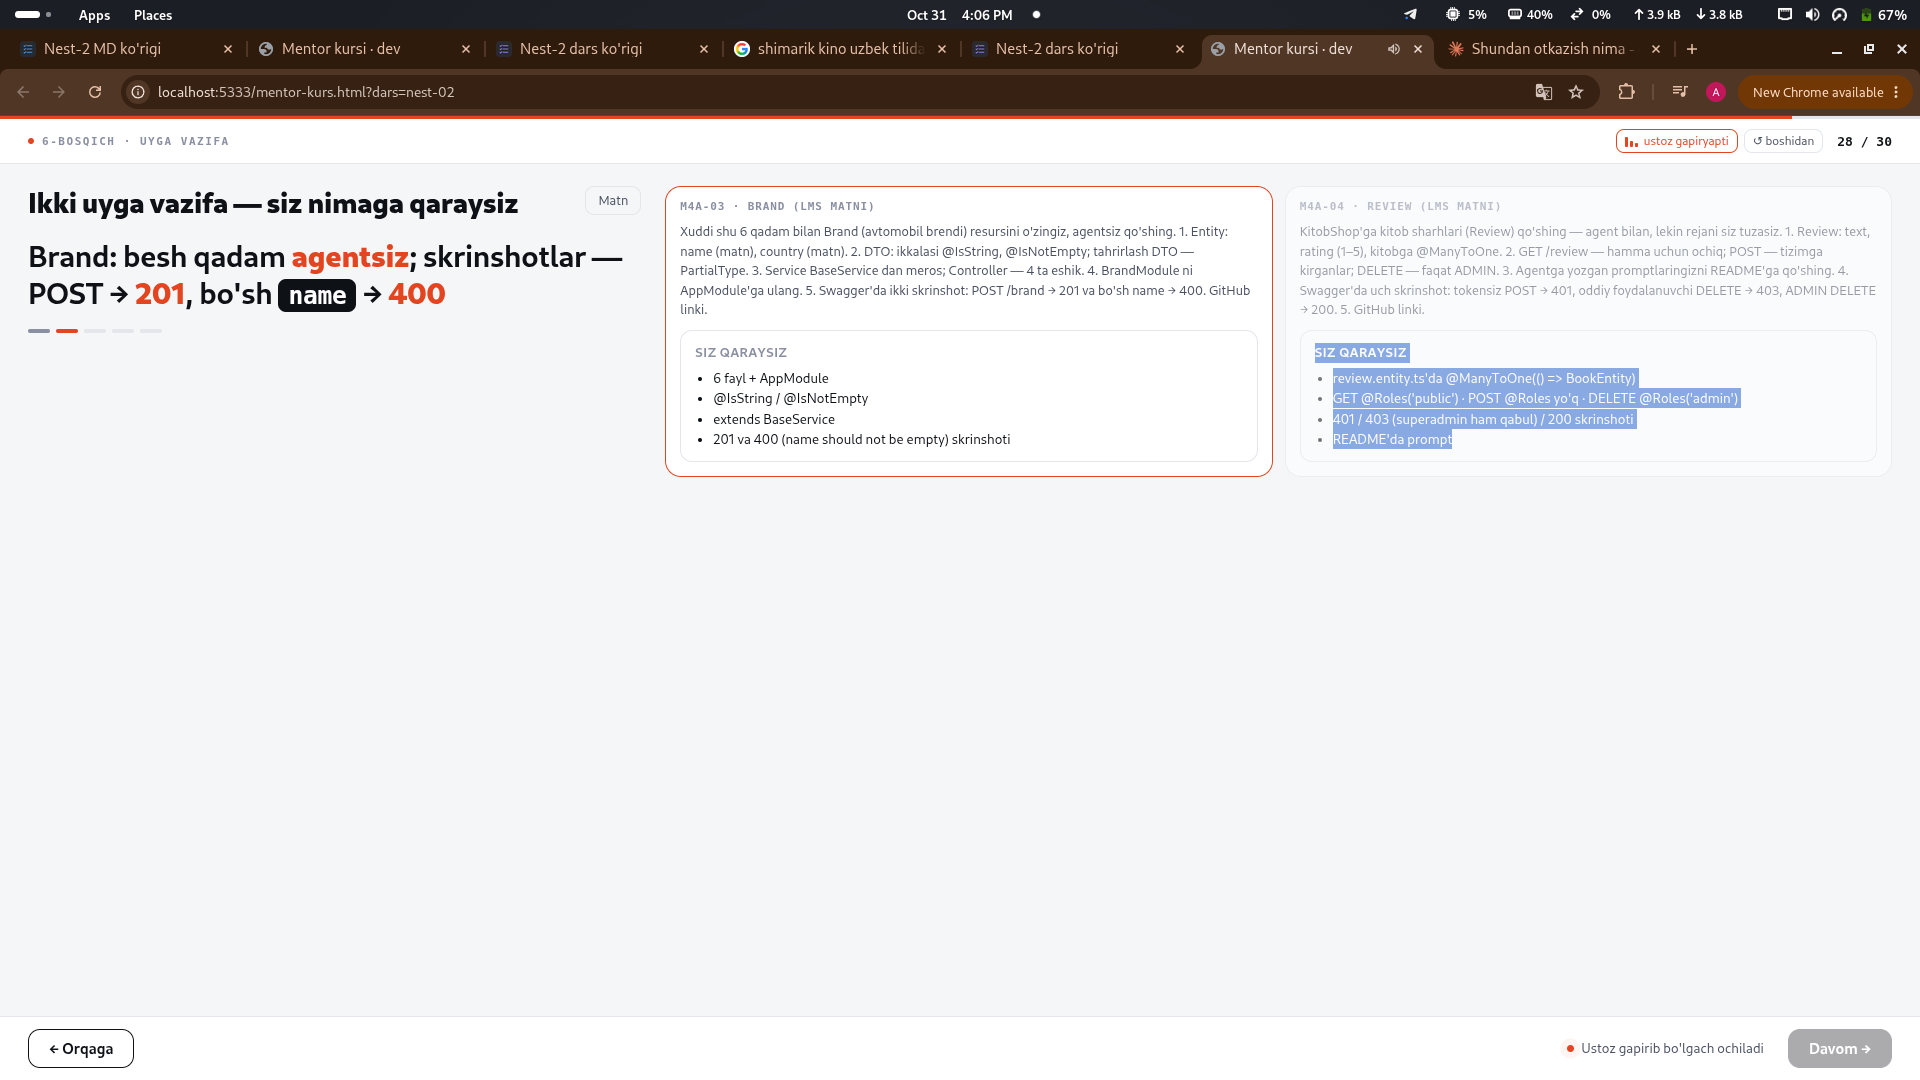 Apps Places Oct 31 4:06 PM 5% 40% 0% 3.9 kB 3.8 kB 67%
Nest-2 MD ko'rigi Mentor kursi · dev Nest-2 dars ko'rigi shimarik kino uzbek tilida Nest-2 dars ko'rigi Mentor kursi · dev Shundan otkazish nima -
localhost:5333/mentor-kurs.html?dars=nest-02 A New Chrome available
6-BOSQICH · UYGA VAZIFA ustoz gapiryapti ↺ boshidan 28 / 30
Ikki uyga vazifa — siz nimaga qaraysiz Matn
Brand: besh qadam agentsiz; skrinshotlar —
POST → 201, bo'sh name → 400
M4A-03 · BRAND (LMS MATNI)
Xuddi shu 6 qadam bilan Brand (avtomobil brendi) resursini o'zingiz, agentsiz qo'shing. 1. Entity:
name (matn), country (matn). 2. DTO: ikkalasi @IsString, @IsNotEmpty; tahrirlash DTO —
PartialType. 3. Service BaseService dan meros; Controller — 4 ta eshik. 4. BrandModule ni
AppModule'ga ulang. 5. Swagger'da ikki skrinshot: POST /brand → 201 va bo'sh name → 400. GitHub
linki.
SIZ QARAYSIZ
• 6 fayl + AppModule
• @IsString / @IsNotEmpty
• extends BaseService
• 201 va 400 (name should not be empty) skrinshoti
M4A-04 · REVIEW (LMS MATNI)
KitobShop'ga kitob sharhlari (Review) qo'shing — agent bilan, lekin rejani siz tuzasiz. 1. Review: text,
rating (1–5), kitobga @ManyToOne. 2. GET /review — hamma uchun ochiq; POST — tizimga
kirganlar; DELETE — faqat ADMIN. 3. Agentga yozgan promptlaringizni README'ga qo'shing. 4.
Swagger'da uch skrinshot: tokensiz POST → 401, oddiy foydalanuvchi DELETE → 403, ADMIN DELETE
→ 200. 5. GitHub linki.
SIZ QARAYSIZ
• review.entity.ts'da @ManyToOne(() => BookEntity)
• GET @Roles('public') · POST @Roles yo'q · DELETE @Roles('admin')
• 401 / 403 (superadmin ham qabul) / 200 skrinshoti
• README'da prompt
← Orqaga Ustoz gapirib bo'lgach ochiladi Davom →